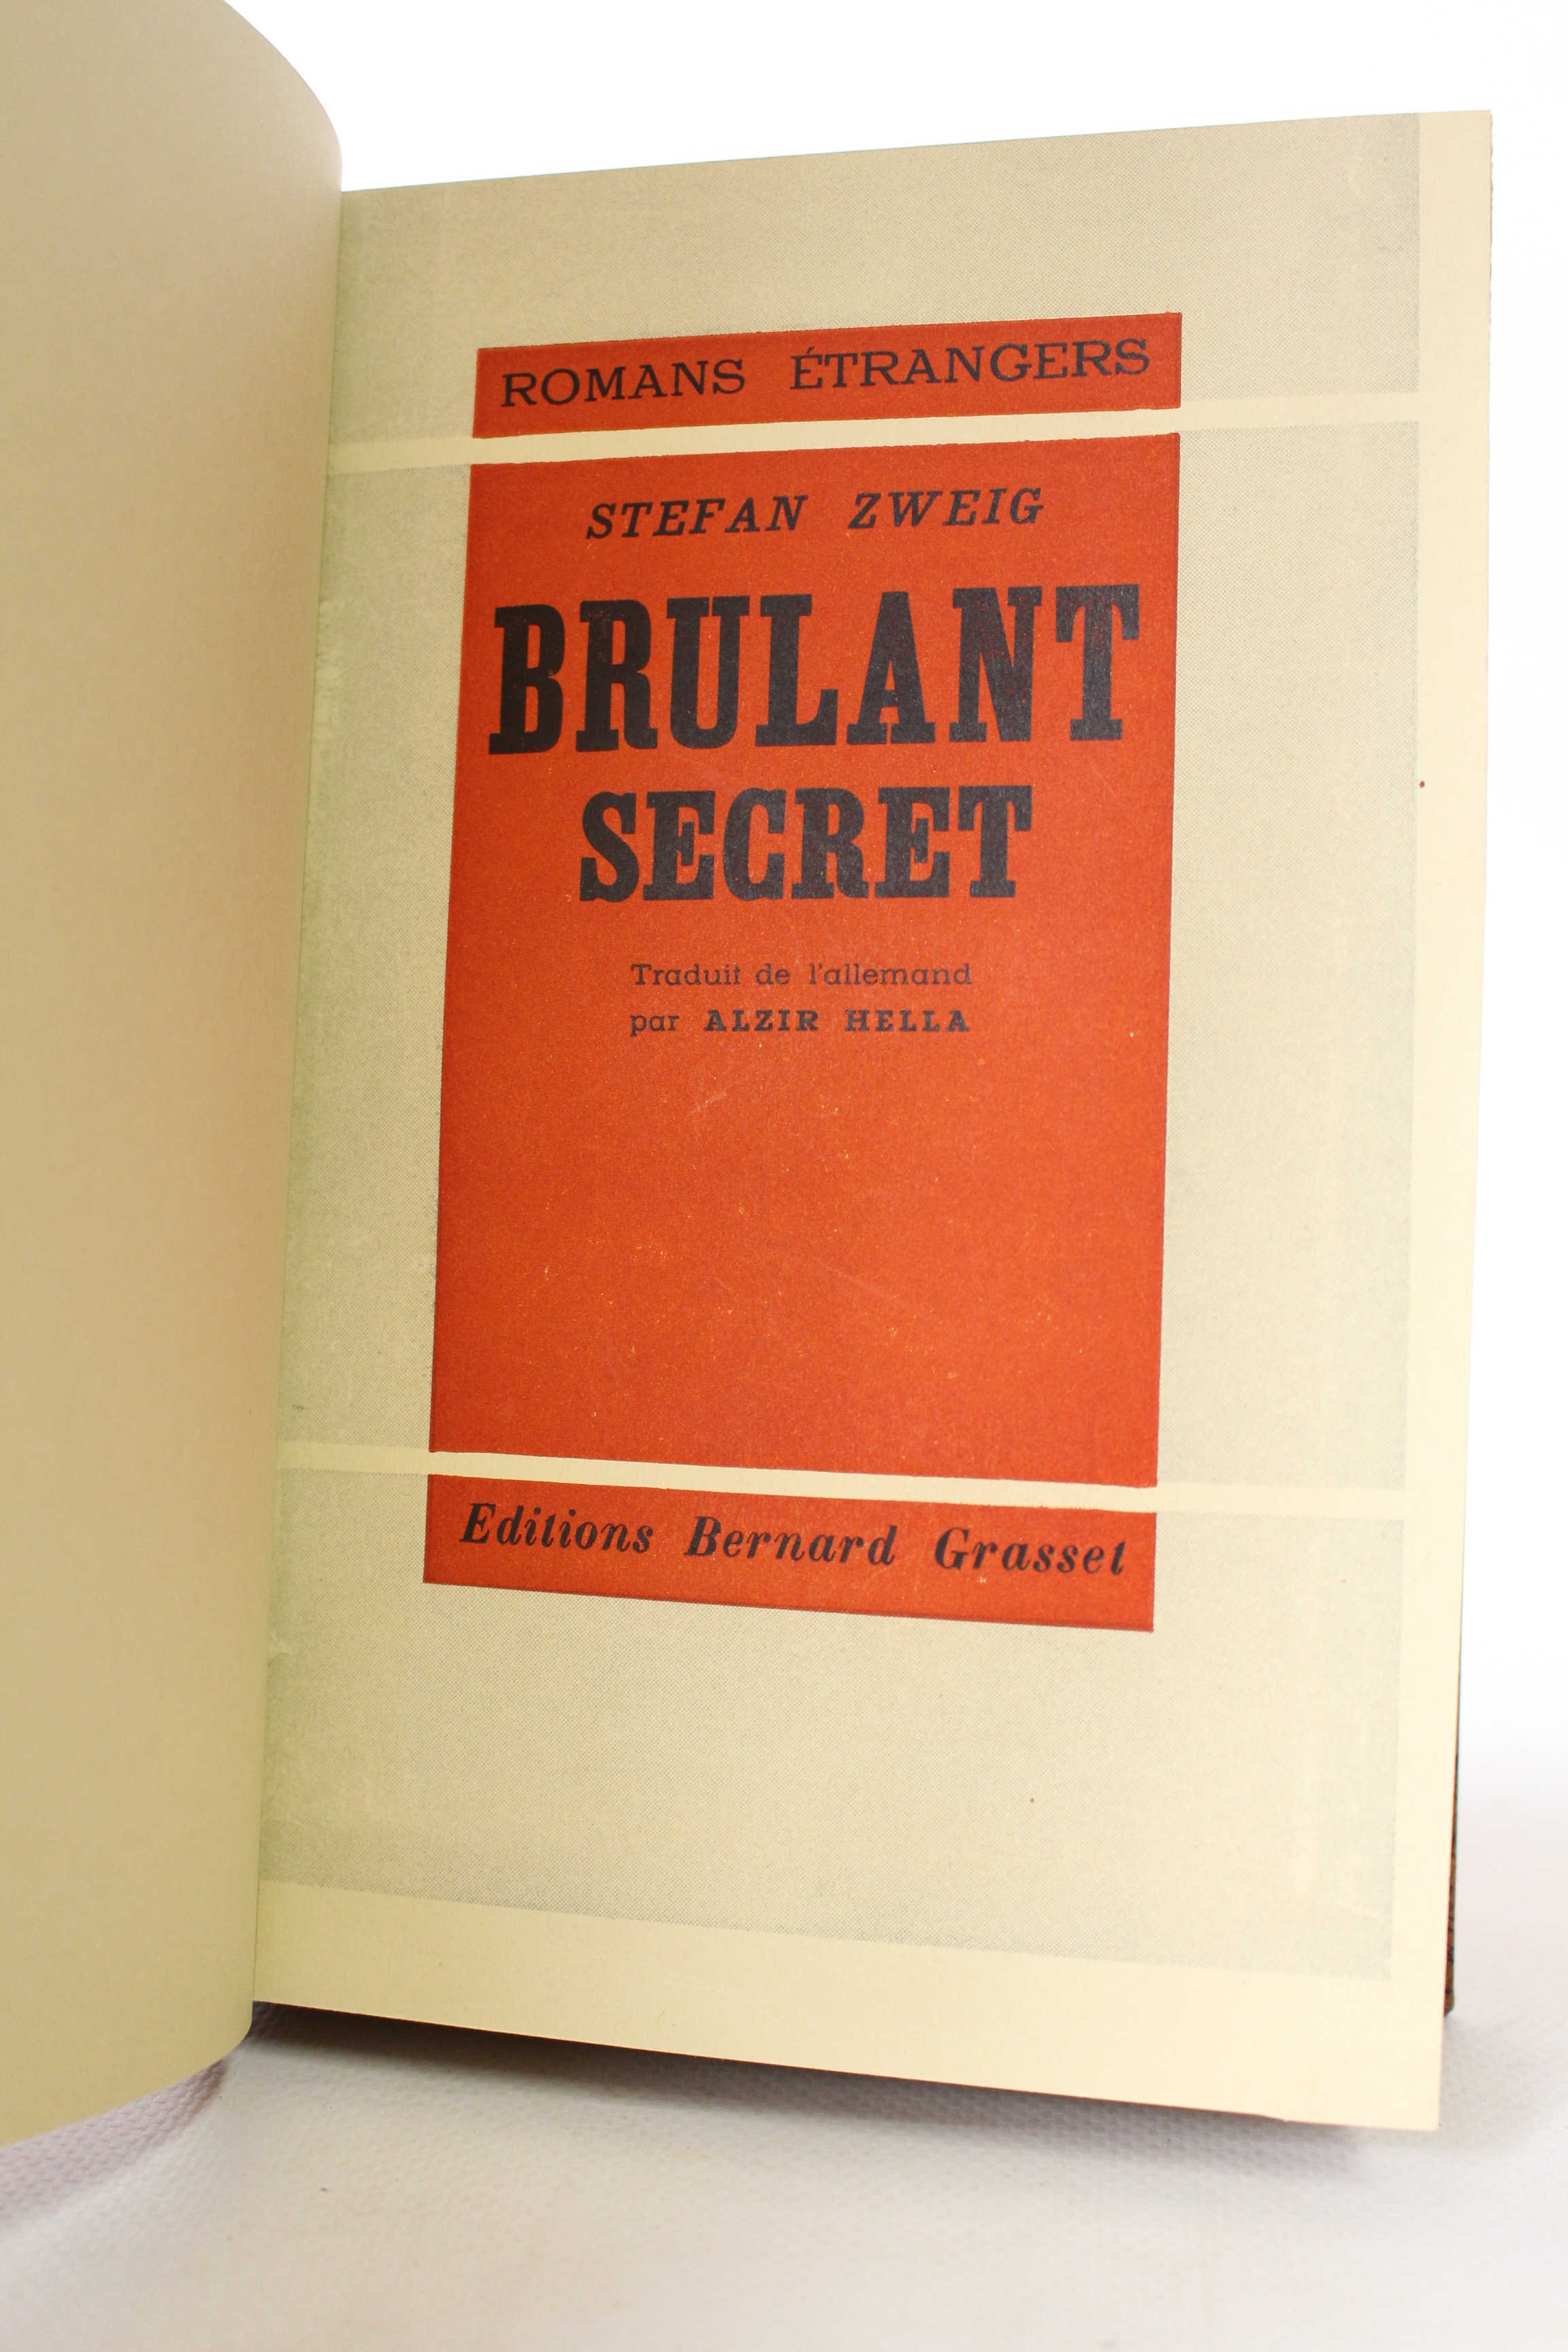 ROMANS ÉTRANGERS
STEFAN ZWEIG
BRULANT
SECRET
Traduit de l'allemand
par ALZIR HELLA
Editions Bernard Grasset